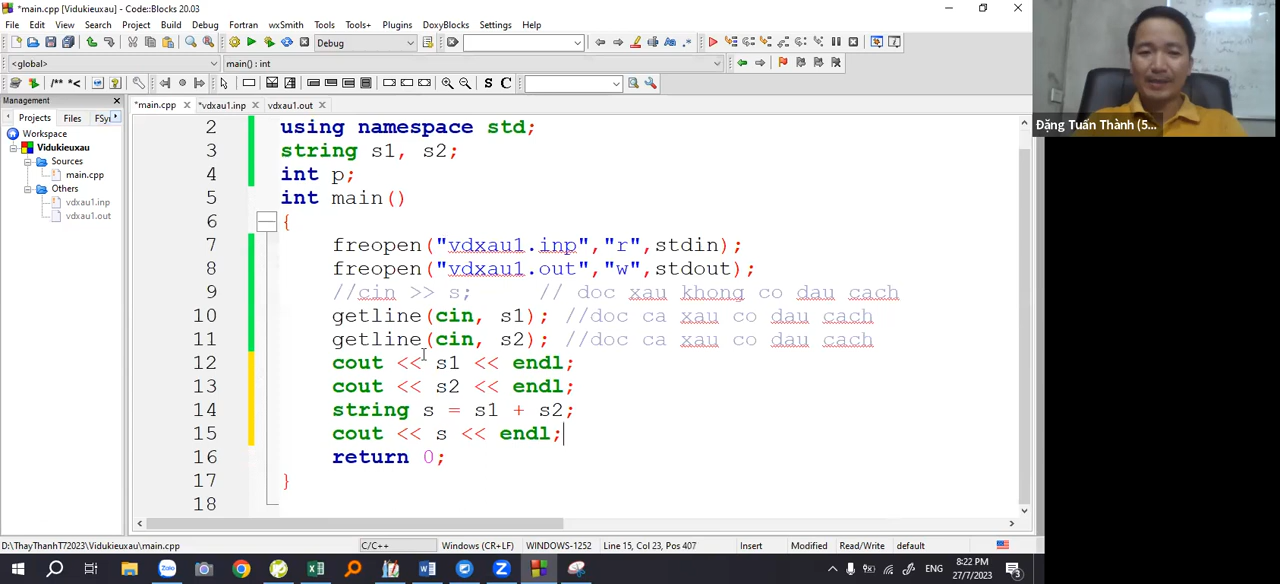 *main.cpp [Vidukieuxau] - Code::Blocks 20.03
File Edit View Search Project Build Debug Fortran wxSmith Tools Tools+ Plugins DoxyBlocks Settings Help
Debug
<global> main() : int
/** *<
S C
Management
Projects Files FSy
Workspace
Vidukieuxau
Sources
main.cpp
Others
vdxau1.inp
vdxau1.out
*main.cpp *vdxau1.inp vdxau1.out
2 using namespace std;
3 string s1, s2;
4 int p;
5 int main()
6 {
7 freopen("vdxau1.inp","r",stdin);
8 freopen("vdxau1.out","w",stdout);
9 //cin >> s; // doc xau khong co dau cach
10 getline(cin, s1); //doc ca xau co dau cach
11 getline(cin, s2); //doc ca xau co dau cach
12 cout << s1 << endl;
13 cout << s2 << endl;
14 string s = s1 + s2;
15 cout << s << endl;
16 return 0;
17 }
18
D:\ThayThanhT72023\Vidukieuxau\main.cpp C/C++ Windows (CR+LF) WINDOWS-1252 Line 15, Col 23, Pos 407 Insert Modified Read/Write default
Zalo ENG 8:22 PM 27/7/2023 3
Đặng Tuấn Thành (5...